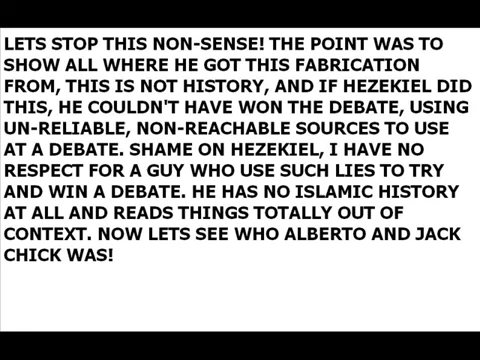 LETS STOP THIS NON-SENSE! THE POINT WAS TO
SHOW ALL WHERE HE GOT THIS FABRICATION
FROM, THIS IS NOT HISTORY, AND IF HEZEKIEL DID
THIS, HE COULDN'T HAVE WON THE DEBATE, USING
UN-RELIABLE, NON-REACHABLE SOURCES TO USE
AT A DEBATE. SHAME ON HEZEKIEL, I HAVE NO
RESPECT FOR A GUY WHO USE SUCH LIES TO TRY
AND WIN A DEBATE. HE HAS NO ISLAMIC HISTORY
AT ALL AND READS THINGS TOTALLY OUT OF
CONTEXT. NOW LETS SEE WHO ALBERTO AND JACK
CHICK WAS!